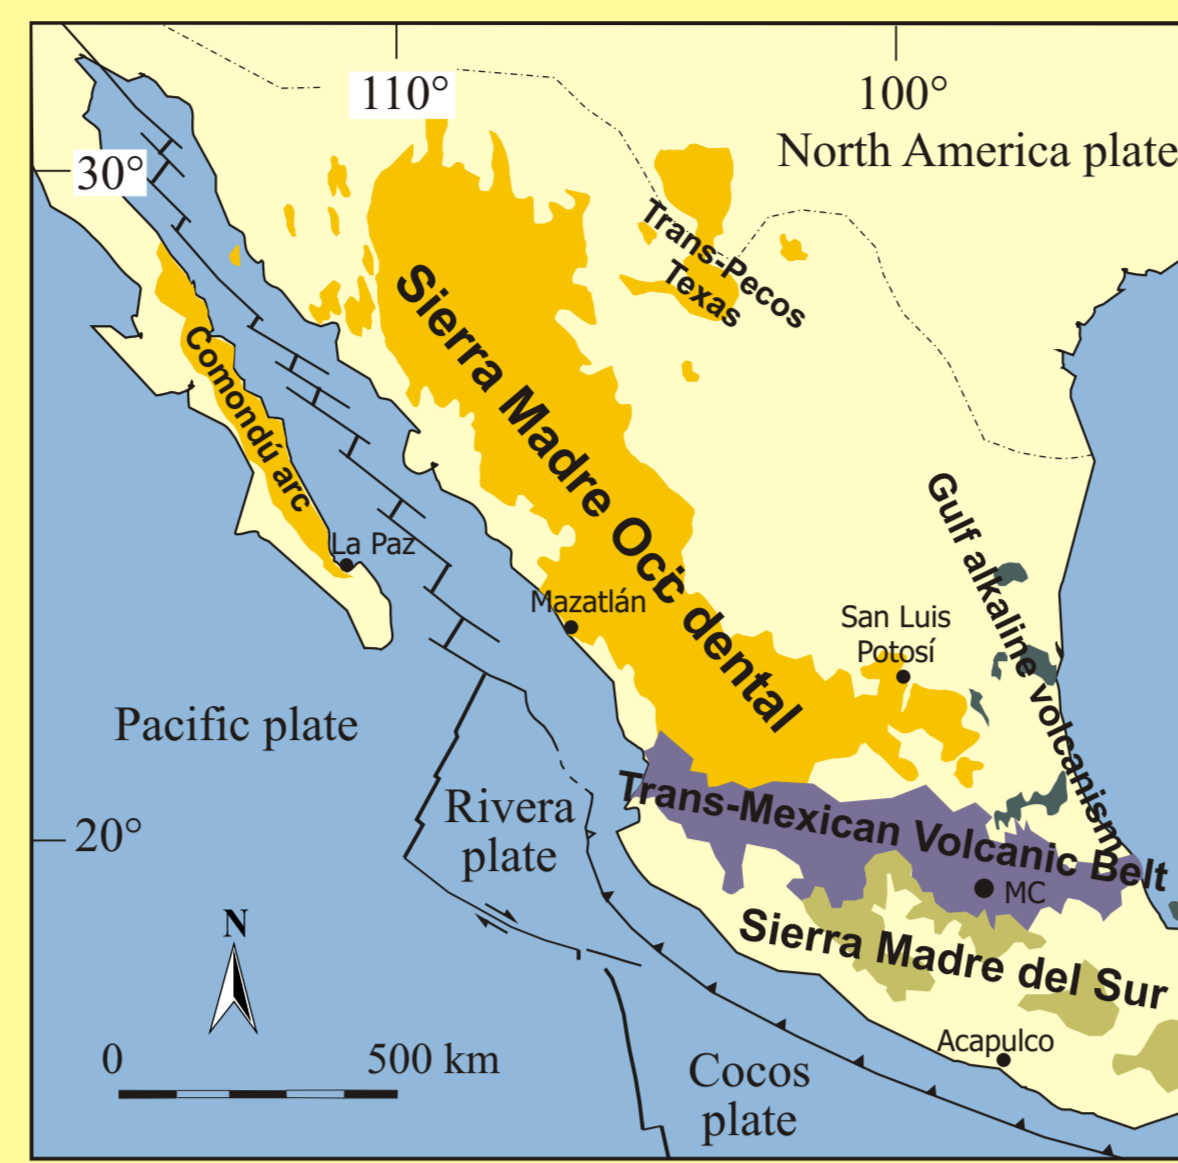 110°
100°
North America plate
30°
Trans-Pecos
Texas
Sierra Madre Occidental
Comondú arc
La Paz
Gulf alkaline volcanism
Mazatlán
San Luis
Potosí
Pacific plate
Rivera
plate
20°
Trans-Mexican Volcanic Belt
MC
N
Sierra Madre del Sur
0
500 km
Acapulco
Cocos
plate